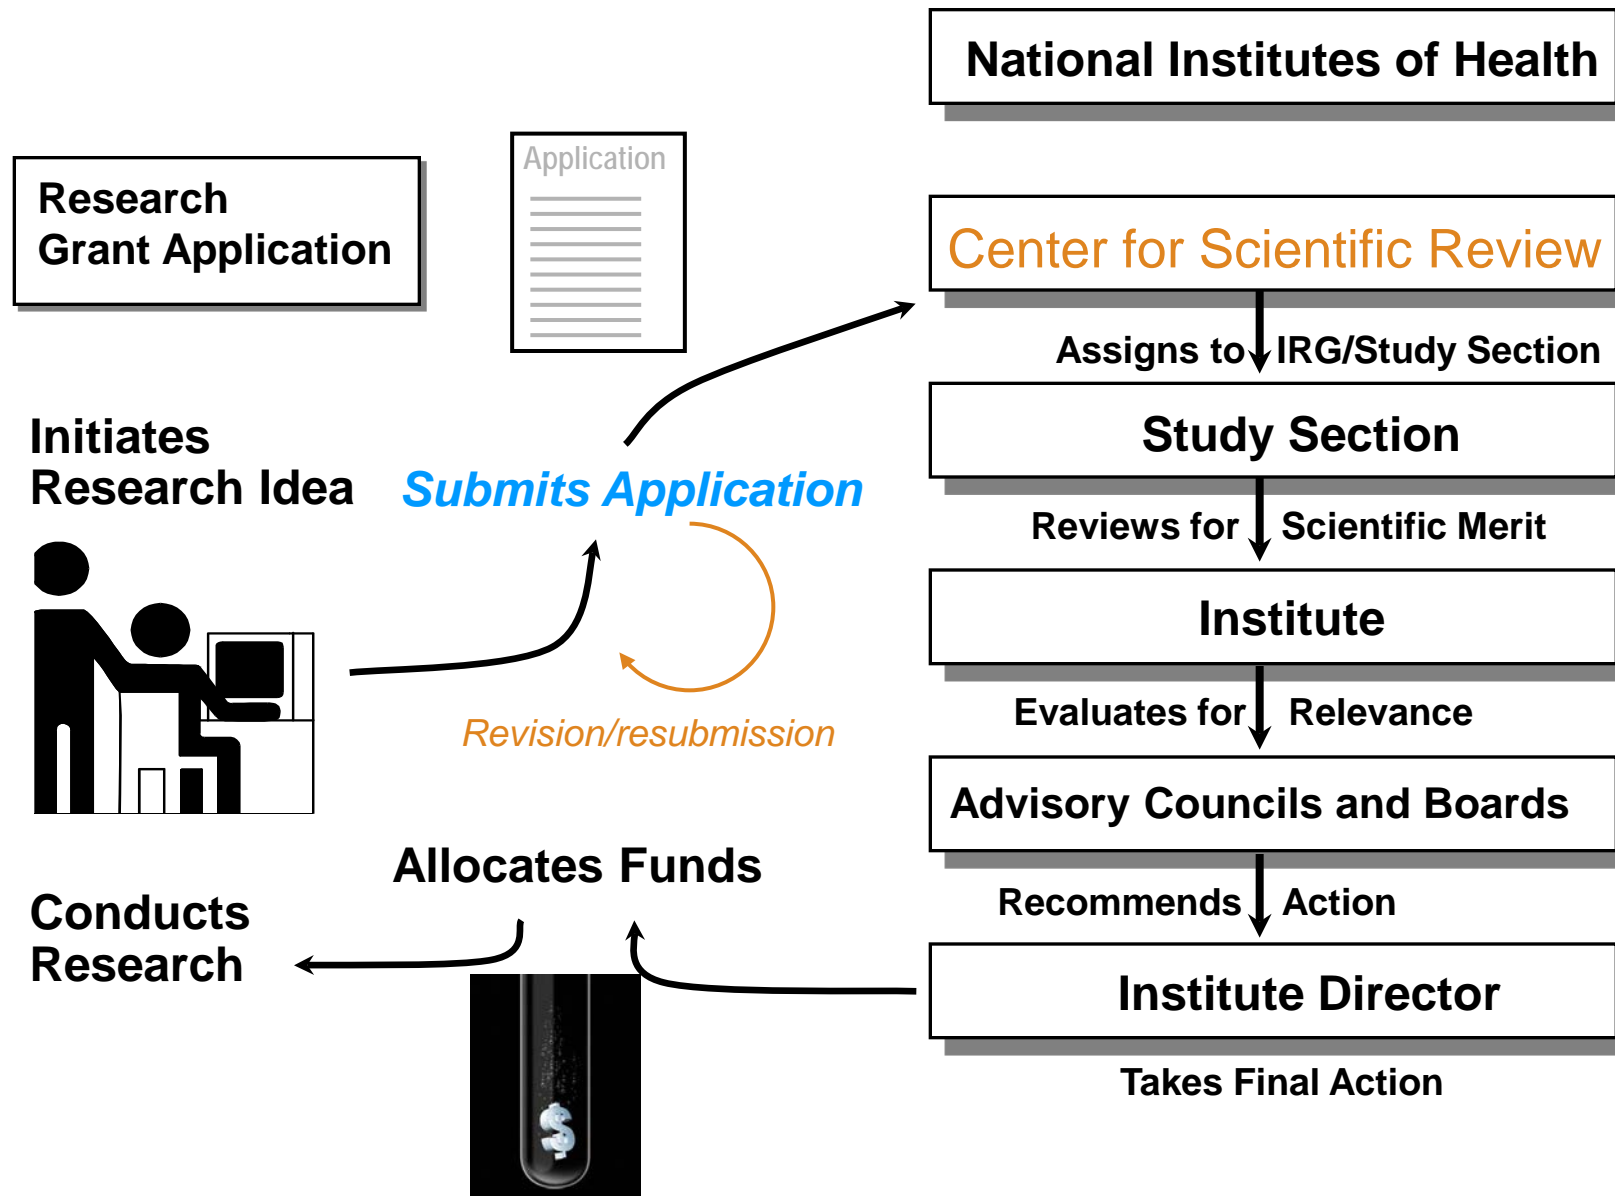 National Institutes of Health
Application
Research
Grant Application
Center for Scientific Review
Assigns to IRG/Study Section
Initiates
Research Idea
Submits Application
Study Section
Reviews for Scientific Merit
Institute
Revision/resubmission
Evaluates for Relevance
Advisory Councils and Boards
Allocates Funds
Recommends Action
Conducts
Research
Institute Director
Takes Final Action
$